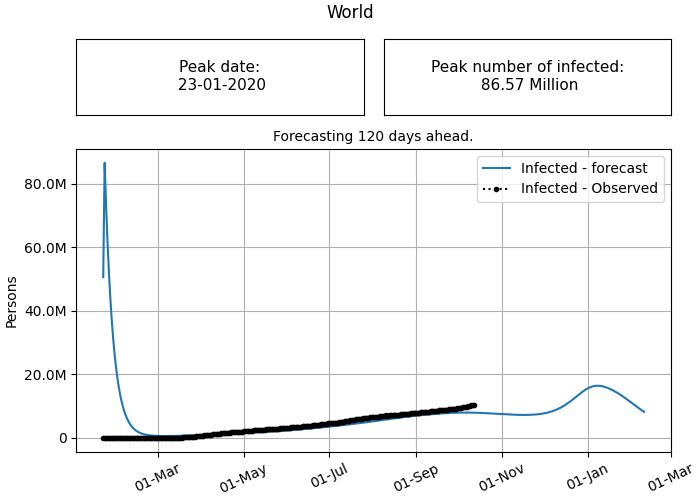 World
Peak date:
23-01-2020
Peak number of infected:
86.57 Million
Forecasting 120 days ahead.
Infected - forecast
Infected - Observed
Persons
80.0M
60.0M
40.0M
20.0M
0
01-Mar
01-May
01-Jul
01-Sep
01-Nov
01-Jan
01-Mar